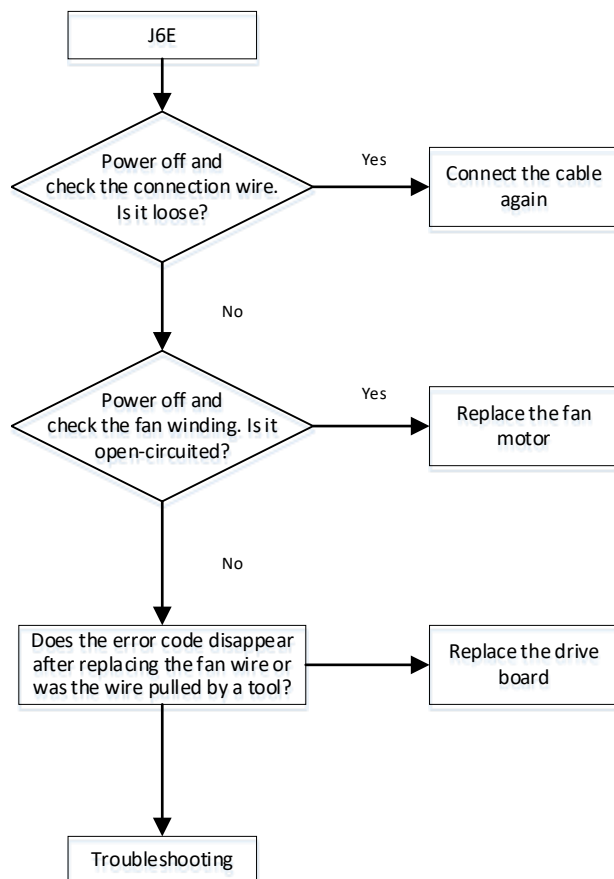 J6E
Power off and
check the connection wire.
Is it loose?
Yes
Connect the cable
again
No
Power off and
check the fan winding. Is it
open-circuited?
Yes
Replace the fan
motor
No
Does the error code disappear
after replacing the fan wire or
was the wire pulled by a tool?
Replace the drive
board
Troubleshooting